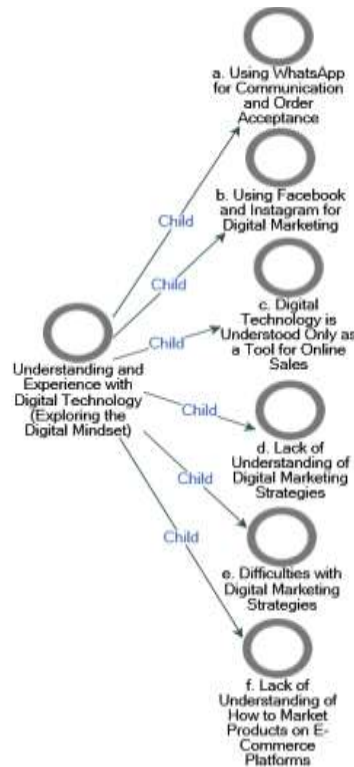 a. Using WhatsApp
for Communication
and Order
Acceptance
Child
b. Using Facebook
and Instagram for
Digital Marketing
Child
c. Digital
Technology is
Understood Only as
a Tool for Online
Sales
Child
Understanding and
Experience with
Digital Technology
(Exploring the
Digital Mindset)
Child
d. Lack of
Understanding of
Digital Marketing
Strategies
Child
e. Difficulties with
Digital Marketing
Strategies
Child
f. Lack of
Understanding of
How to Market
Products on E-
Commerce
Platforms